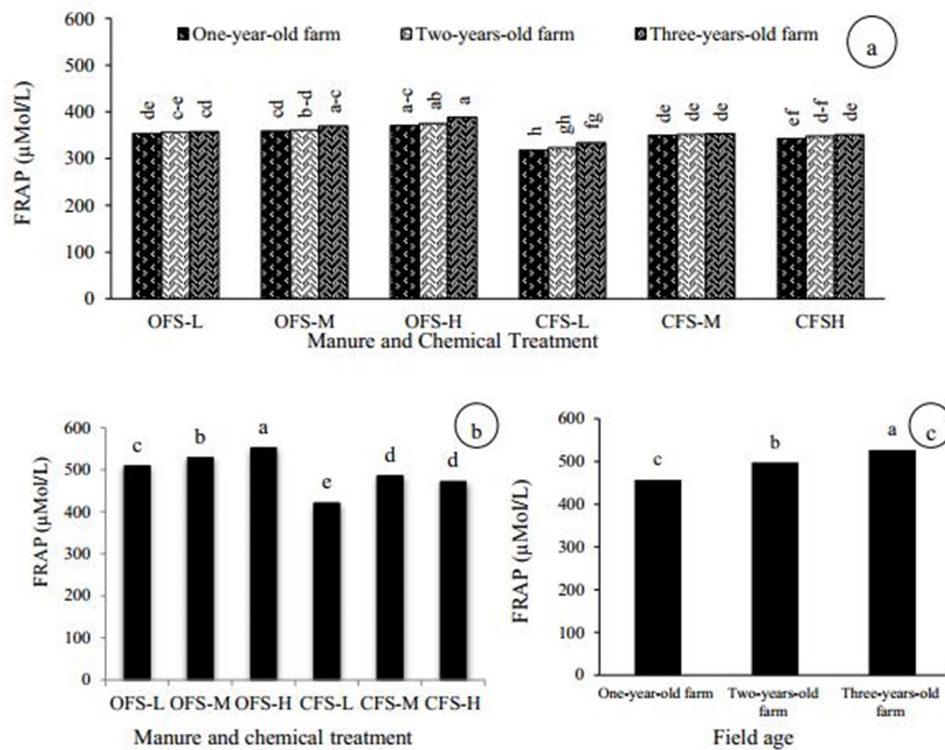 600
500
400
300
200
100
0
FRAP (µMol/L)
One-year-old farm Two-years-old farm Three-years-old farm
a
de c-e cd cd b-d a-c a-c ab a h gh fg de de de ef d-f de
OFS-L OFS-M OFS-H CFS-L CFS-M CFSH
Manure and Chemical Treatment
600
500
400
300
200
100
0
FRAP (µMol/L)
b
c b a e d d
OFS-L OFS-M OFS-H CFS-L CFS-M CFS-H
Manure and chemical treatment
600
500
400
300
200
100
0
FRAP (µMol/L)
c
c b a
One-year-old farm Two-years-old Three-years-old
farm farm
Field age